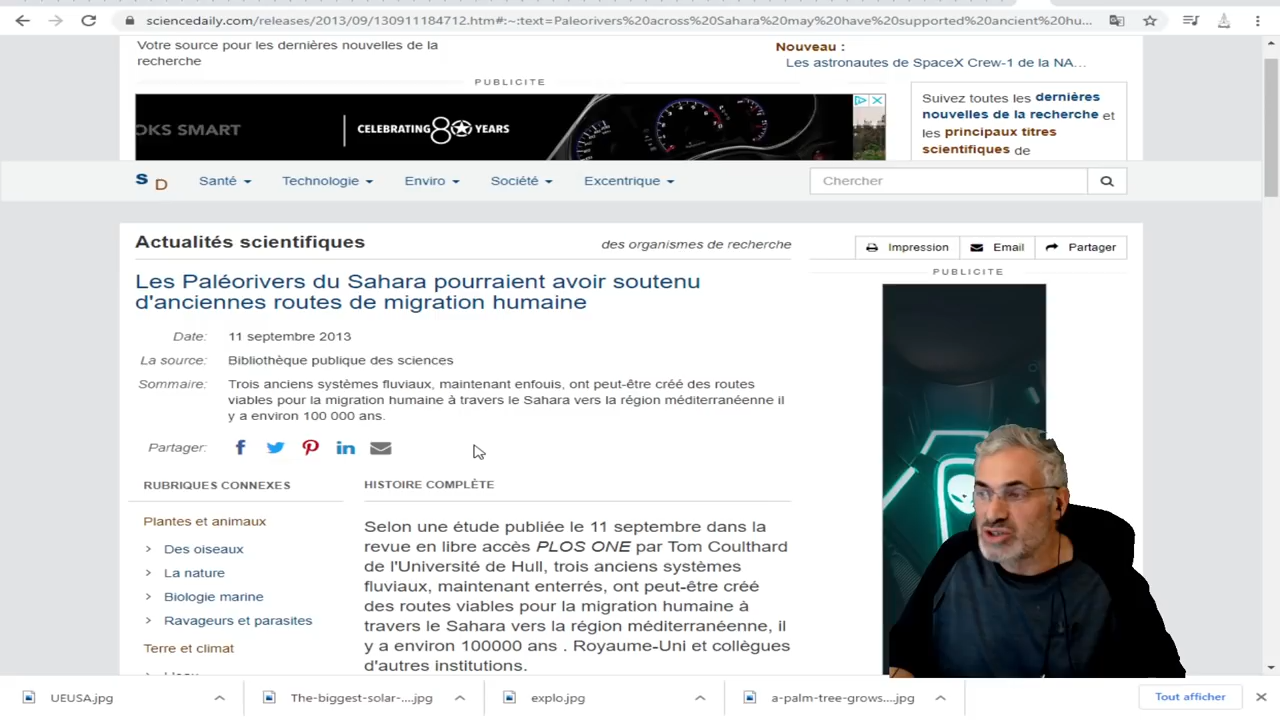 sciencedaily.com/releases/2013/09/130911184712.htm#:~:text=Paleorivers%20across%20Sahara%20may%20have%20supported%20ancient%20hu...
Votre source pour les dernières nouvelles de la
recherche
Nouveau :
Les astronautes de SpaceX Crew-1 de la NA...
PUBLICITE
OKS SMART
CELEBRATING 80 YEARS
Suivez toutes les dernières
nouvelles de la recherche et
les principaux titres
scientifiques de
S D
Santé
Technologie
Enviro
Société
Excentrique
Chercher
Actualités scientifiques
des organismes de recherche
Impression
Email
Partager
PUBLICITE
Les Paléorivers du Sahara pourraient avoir soutenu
d'anciennes routes de migration humaine
Date: 11 septembre 2013
La source: Bibliothèque publique des sciences
Sommaire: Trois anciens systèmes fluviaux, maintenant enfouis, ont peut-être créé des routes
viables pour la migration humaine à travers le Sahara vers la région méditerranéenne il
y a environ 100 000 ans.
Partager:
RUBRIQUES CONNEXES
Plantes et animaux
Des oiseaux
La nature
Biologie marine
Ravageurs et parasites
Terre et climat
HISTOIRE COMPLÈTE
Selon une étude publiée le 11 septembre dans la
revue en libre accès PLOS ONE par Tom Coulthard
de l'Université de Hull, trois anciens systèmes
fluviaux, maintenant enterrés, ont peut-être créé
des routes viables pour la migration humaine à
travers le Sahara vers la région méditerranéenne, il
y a environ 100000 ans . Royaume-Uni et collègues
d'autres institutions.
UEUSA.jpg
The-biggest-solar-....jpg
explo.jpg
a-palm-tree-grows....jpg
Tout afficher